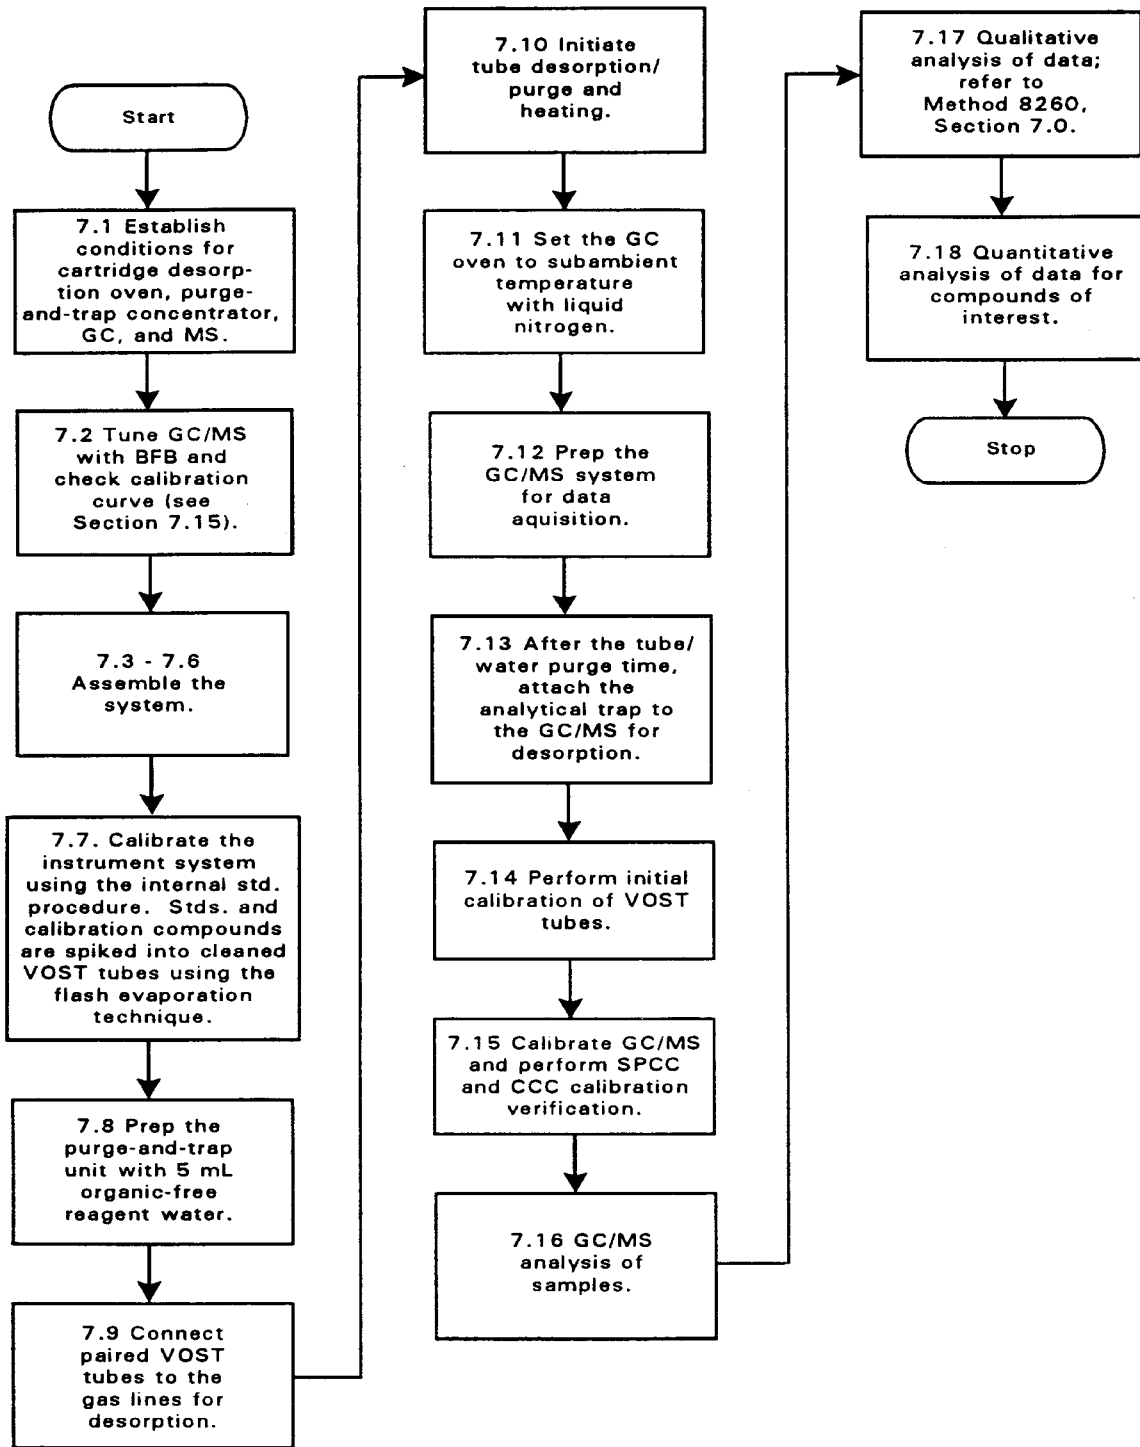 Start
7.1 Establish
conditions for
cartridge desorp-
tion oven, purge-
and-trap concentrator,
GC, and MS.
7.2 Tune GC/MS
with BFB and
check calibration
curve (see
Section 7.15).
7.3 - 7.6
Assemble the
system.
7.7. Calibrate the
instrument system
using the internal std.
procedure. Stds. and
calibration compounds
are spiked into cleaned
VOST tubes using the
flash evaporation
technique.
7.8 Prep the
purge-and-trap
unit with 5 mL
organic-free
reagent water.
7.9 Connect
paired VOST
tubes to the
gas lines for
desorption.
7.10 Initiate
tube desorption/
purge and
heating.
7.11 Set the GC
oven to subambient
temperature
with liquid
nitrogen.
7.12 Prep the
GC/MS system
for data
aquisition.
7.13 After the tube/
water purge time,
attach the
analytical trap to
the GC/MS for
desorption.
7.14 Perform initial
calibration of VOST
tubes.
7.15 Calibrate GC/MS
and perform SPCC
and CCC calibration
verification.
7.16 GC/MS
analysis of
samples.
7.17 Qualitative
analysis of data;
refer to
Method 8260,
Section 7.0.
7.18 Quantitative
analysis of data for
compounds of
interest.
Stop